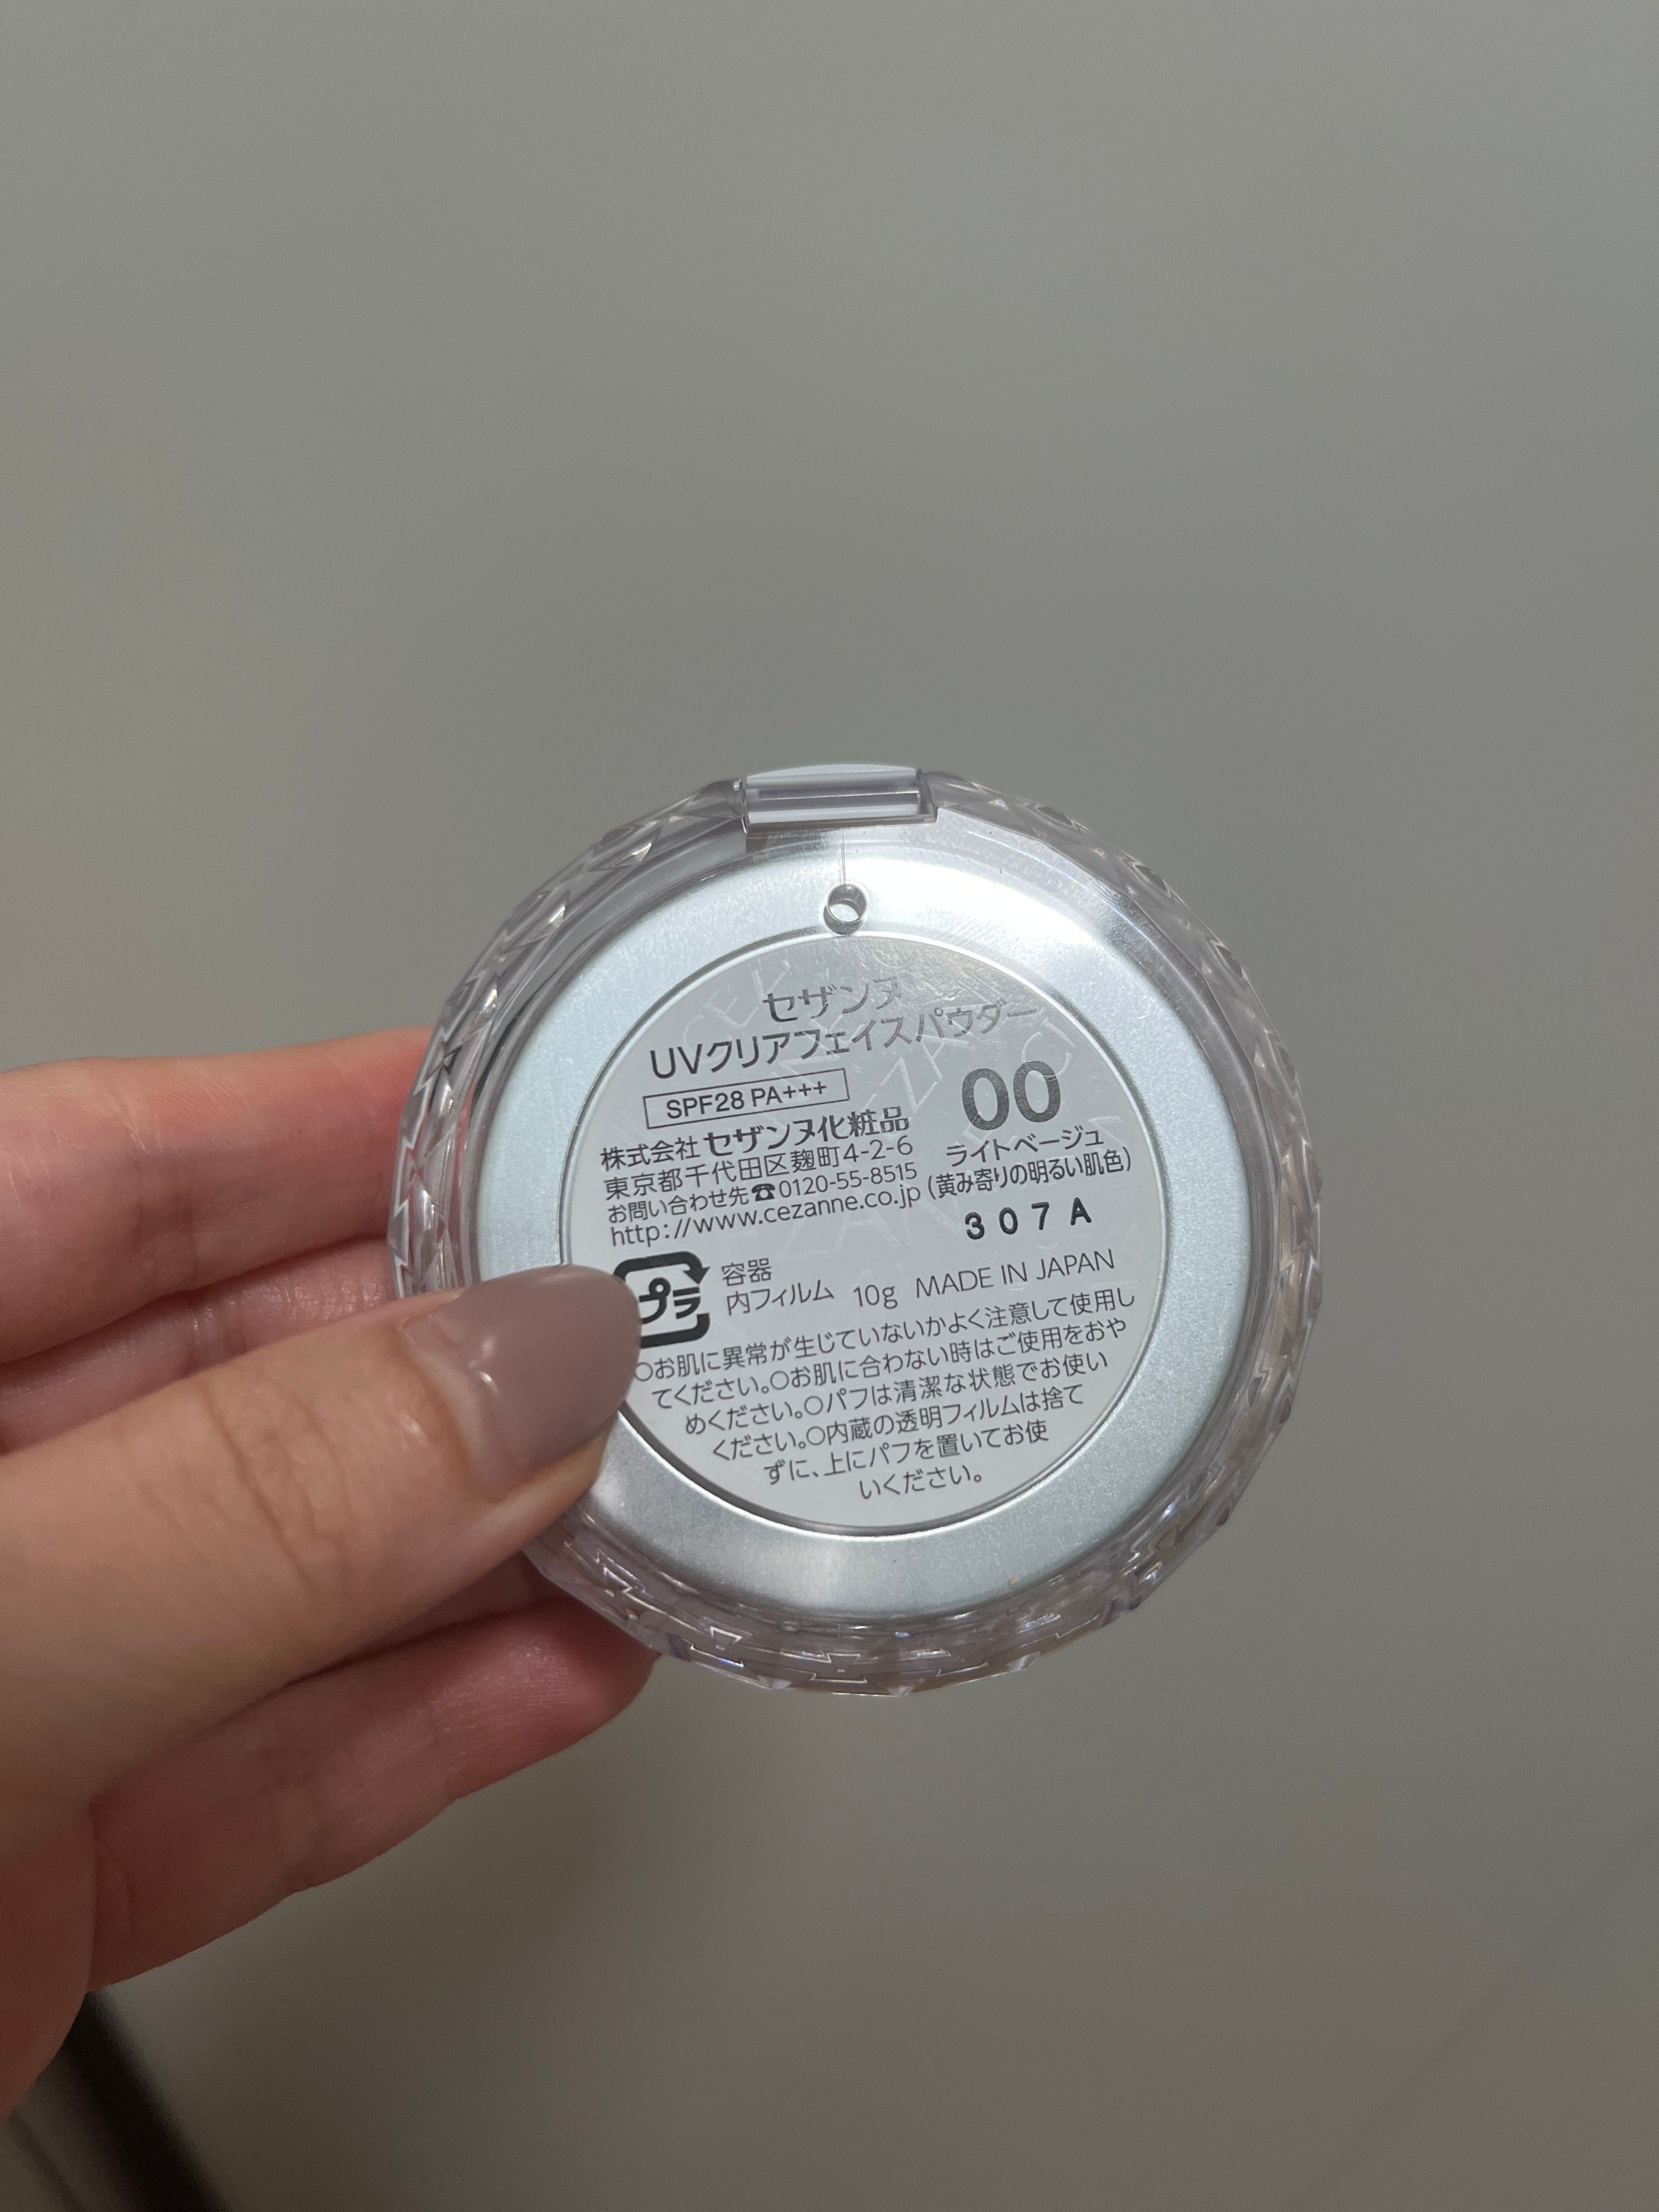 セザンヌ
UVクリアフェイスパウダー
SPF28 PA+++
00
株式会社 セザンヌ化粧品
ライトベージュ
東京都千代田区麹町4-2-6
(黄み寄りの明るい肌色)
お問い合わせ先☎0120-55-8515
http://www.cezanne.co.jp
307A
プラ
容器
内フィルム 10g MADE IN JAPAN
○お肌に異常が生じていないかよく注意して使用し
てください。○お肌に合わない時はご使用をおや
めください。○パフは清潔な状態でお使い
ください。○内蔵の透明フィルムは捨て
ずに、上にパフを置いてお使
いください。